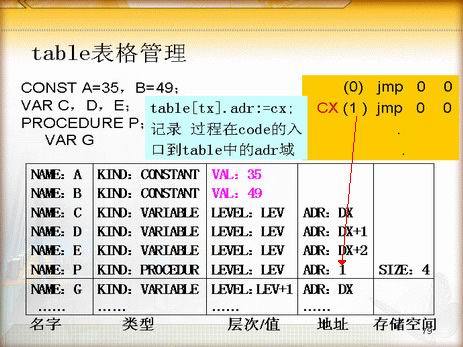 table表格管理
CONST A=35，B=49；
VAR C，D，E；
PROCEDURE P；
VAR G
table[tx].adr:=cx;
记录 过程在code的入
口到table中的adr域
(0) jmp 0 0
CX (1) jmp 0 0
.
.
NAME: A KIND: CONSTANT VAL: 35
NAME: B KIND: CONSTANT VAL: 49
NAME: C KIND: VARIABLE LEVEL: LEV ADR: DX
NAME: D KIND: VARIABLE LEVEL: LEV ADR: DX+1
NAME: E KIND: VARIABLE LEVEL: LEV ADR: DX+2
NAME: P KIND: PROCEDUR LEVEL: LEV ADR: 1 SIZE: 4
NAME: G KIND: VARIABLE LEVEL:LEV+1 ADR: DX
…… …… …… ……
名字 类型 层次/值 地址 存储空间